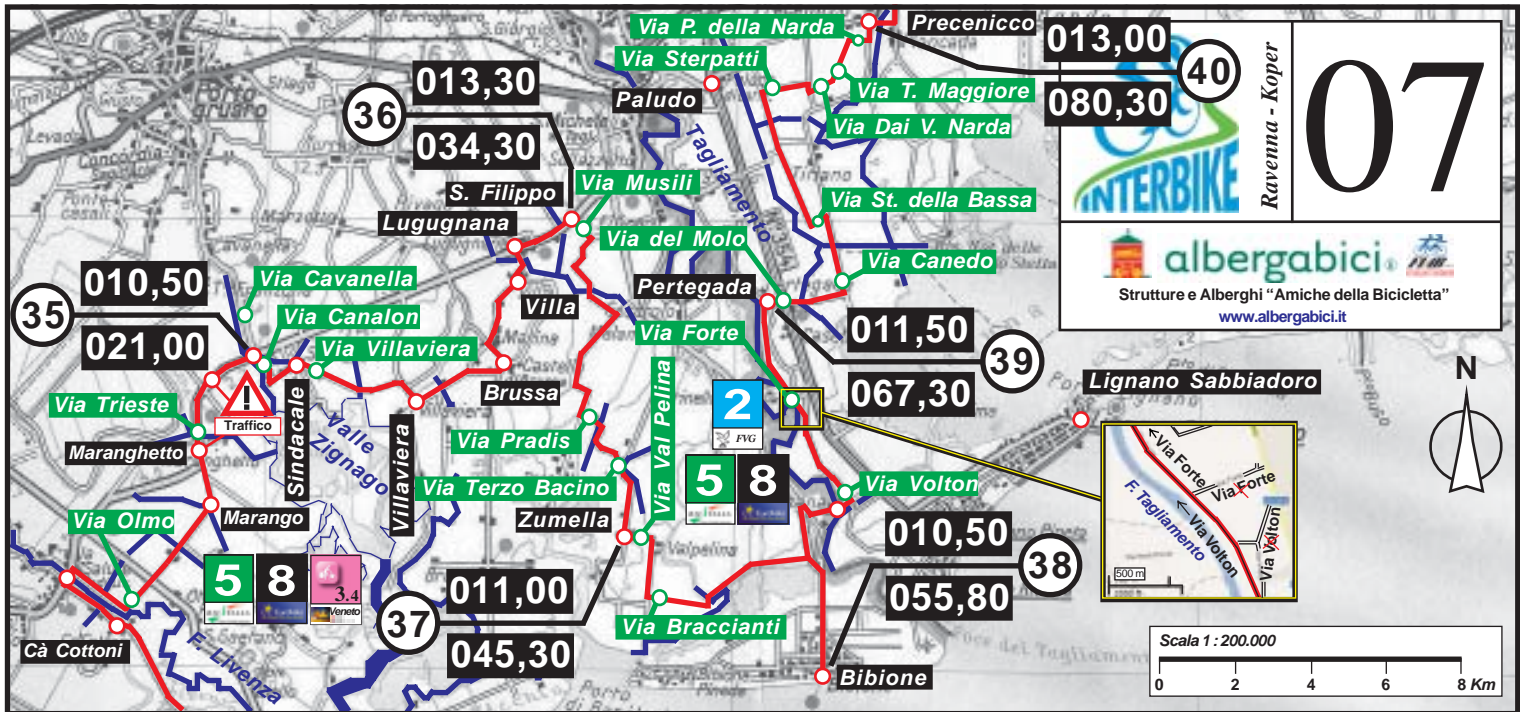 Precenicco
Via P. della Narda
Via Sterpatti
013,00
40
080,30
INTERBIKE
Ravenna - Koper
07
013,30
36
034,30
Paludo
Via T. Maggiore
Via Dai V. Narda
Tagliamento
S. Filippo
Via Musili
Lugugnana
Via St. della Bassa
Via del Molo
Via Canedo
Pertegada
albergabici®
Strutture e Alberghi “Amiche della Bicicletta”
www.albergabici.it
Via Cavanella
010,50
35
021,00
Via Canalon
Via Villaviera
Villa
Via Forte
011,50
39
067,30
Brussa
Lignano Sabbiadoro
N
Via Trieste
Traffico
Maranghetto
Sindacale
Valle
Zignago
Villaviera
Via Pradis
Via Val Pelina
2
FVG
5
8
Via Terzo Bacino
Zumella
Via Volton
Via Forte
Via Forte
F. Tagliamento
Via Volton
Via Volton
500 m
Via Olmo
Marango
5
8
3.4
Veneto
011,00
37
045,30
Valpelina
010,50
38
055,80
Via Braccianti
Cà Cottoni
F. Livenza
Bibione
Foce del Tagliamento
Scala 1 : 200.000
0 2 4 6 8 Km